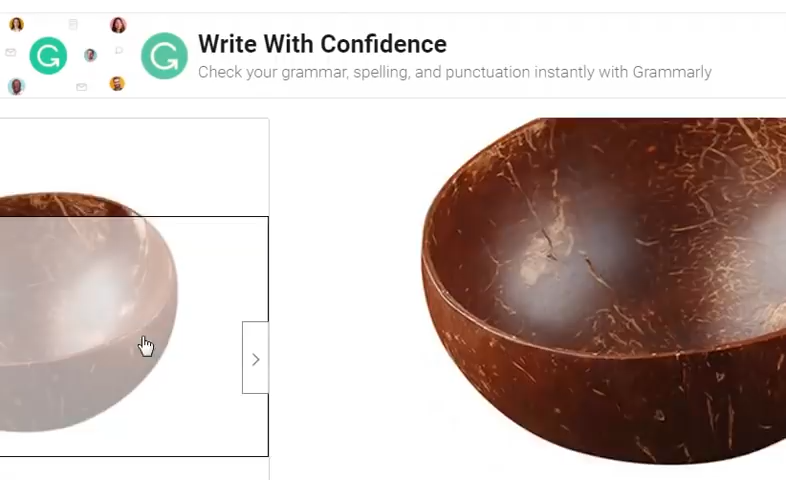 Write With Confidence
Check your grammar, spelling, and punctuation instantly with Grammarly